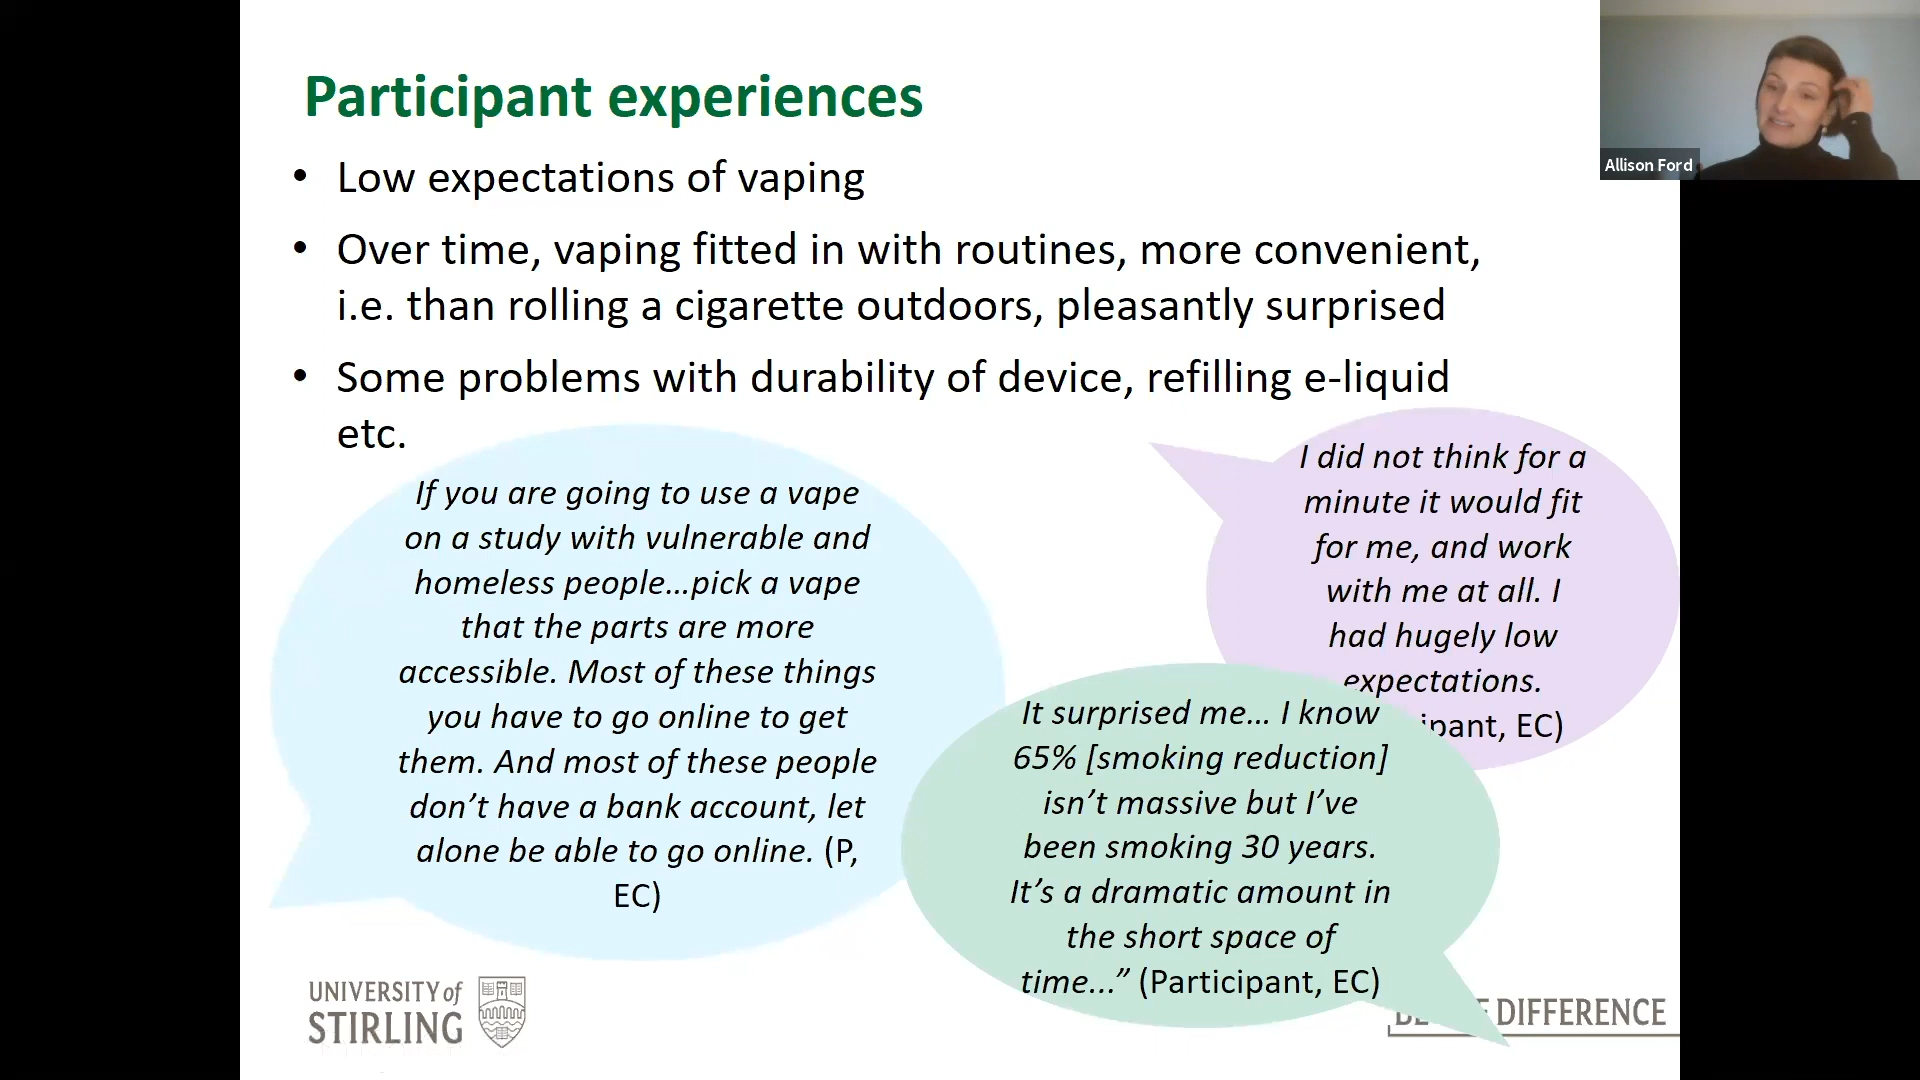 Participant experiences
• Low expectations of vaping
• Over time, vaping fitted in with routines, more convenient,
i.e. than rolling a cigarette outdoors, pleasantly surprised
• Some problems with durability of device, refilling e-liquid
etc.
If you are going to use a vape
on a study with vulnerable and
homeless people…pick a vape
that the parts are more
accessible. Most of these things
you have to go online to get
them. And most of these people
don’t have a bank account, let
alone be able to go online. (P,
EC)
I did not think for a
minute it would fit
for me, and work
with me at all. I
had hugely low
expectations.
ipant, EC)
It surprised me… I know
65% [smoking reduction]
isn’t massive but I’ve
been smoking 30 years.
It’s a dramatic amount in
the short space of
time...” (Participant, EC)
UNIVERSITY of
STIRLING
DIFFERENCE
Allison Ford